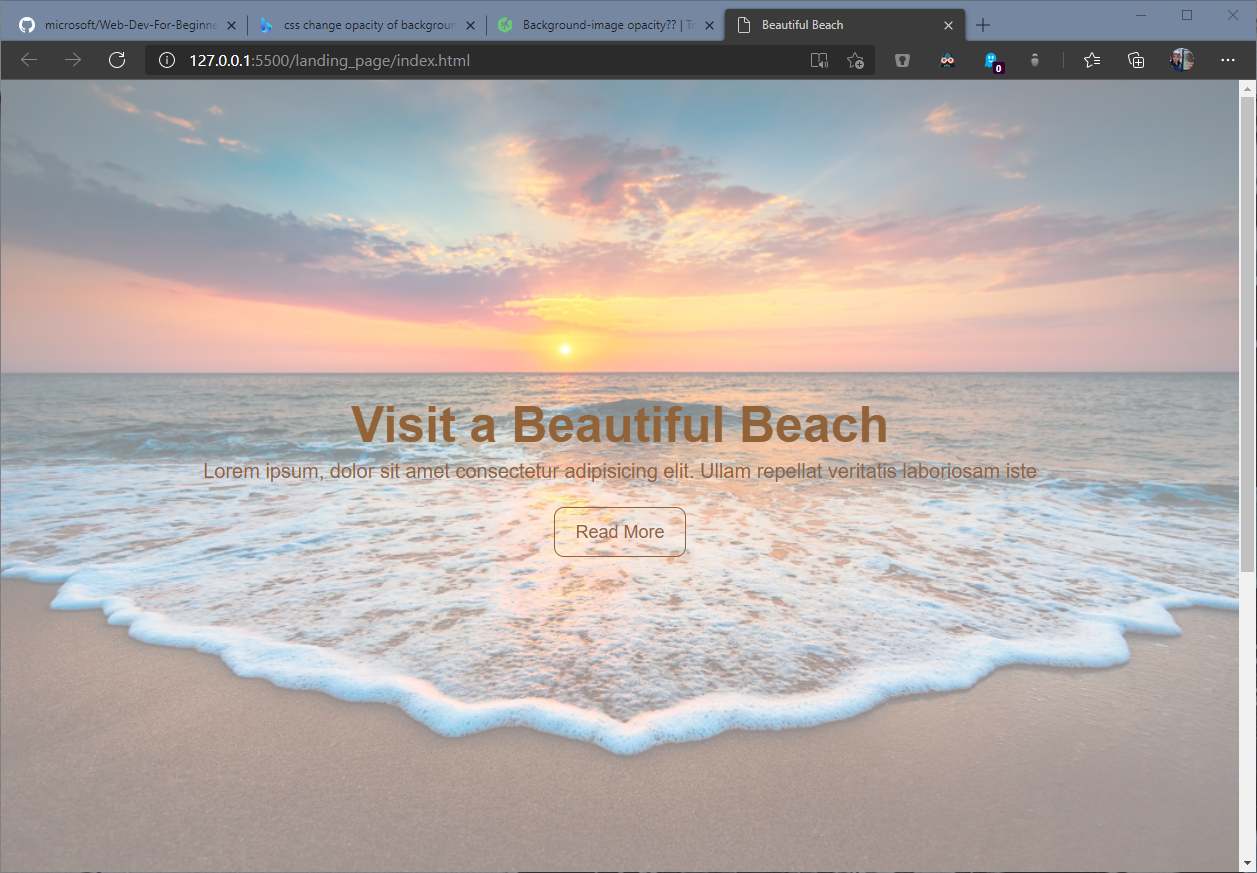 microsoft/Web-Dev-For-Beginne
css change opacity of backgroun
Background-image opacity?? | Tr
Beautiful Beach
127.0.0.1:5500/landing_page/index.html
0
Visit a Beautiful Beach
Lorem ipsum, dolor sit amet consectetur adipisicing elit. Ullam repellat veritatis laboriosam iste
Read More